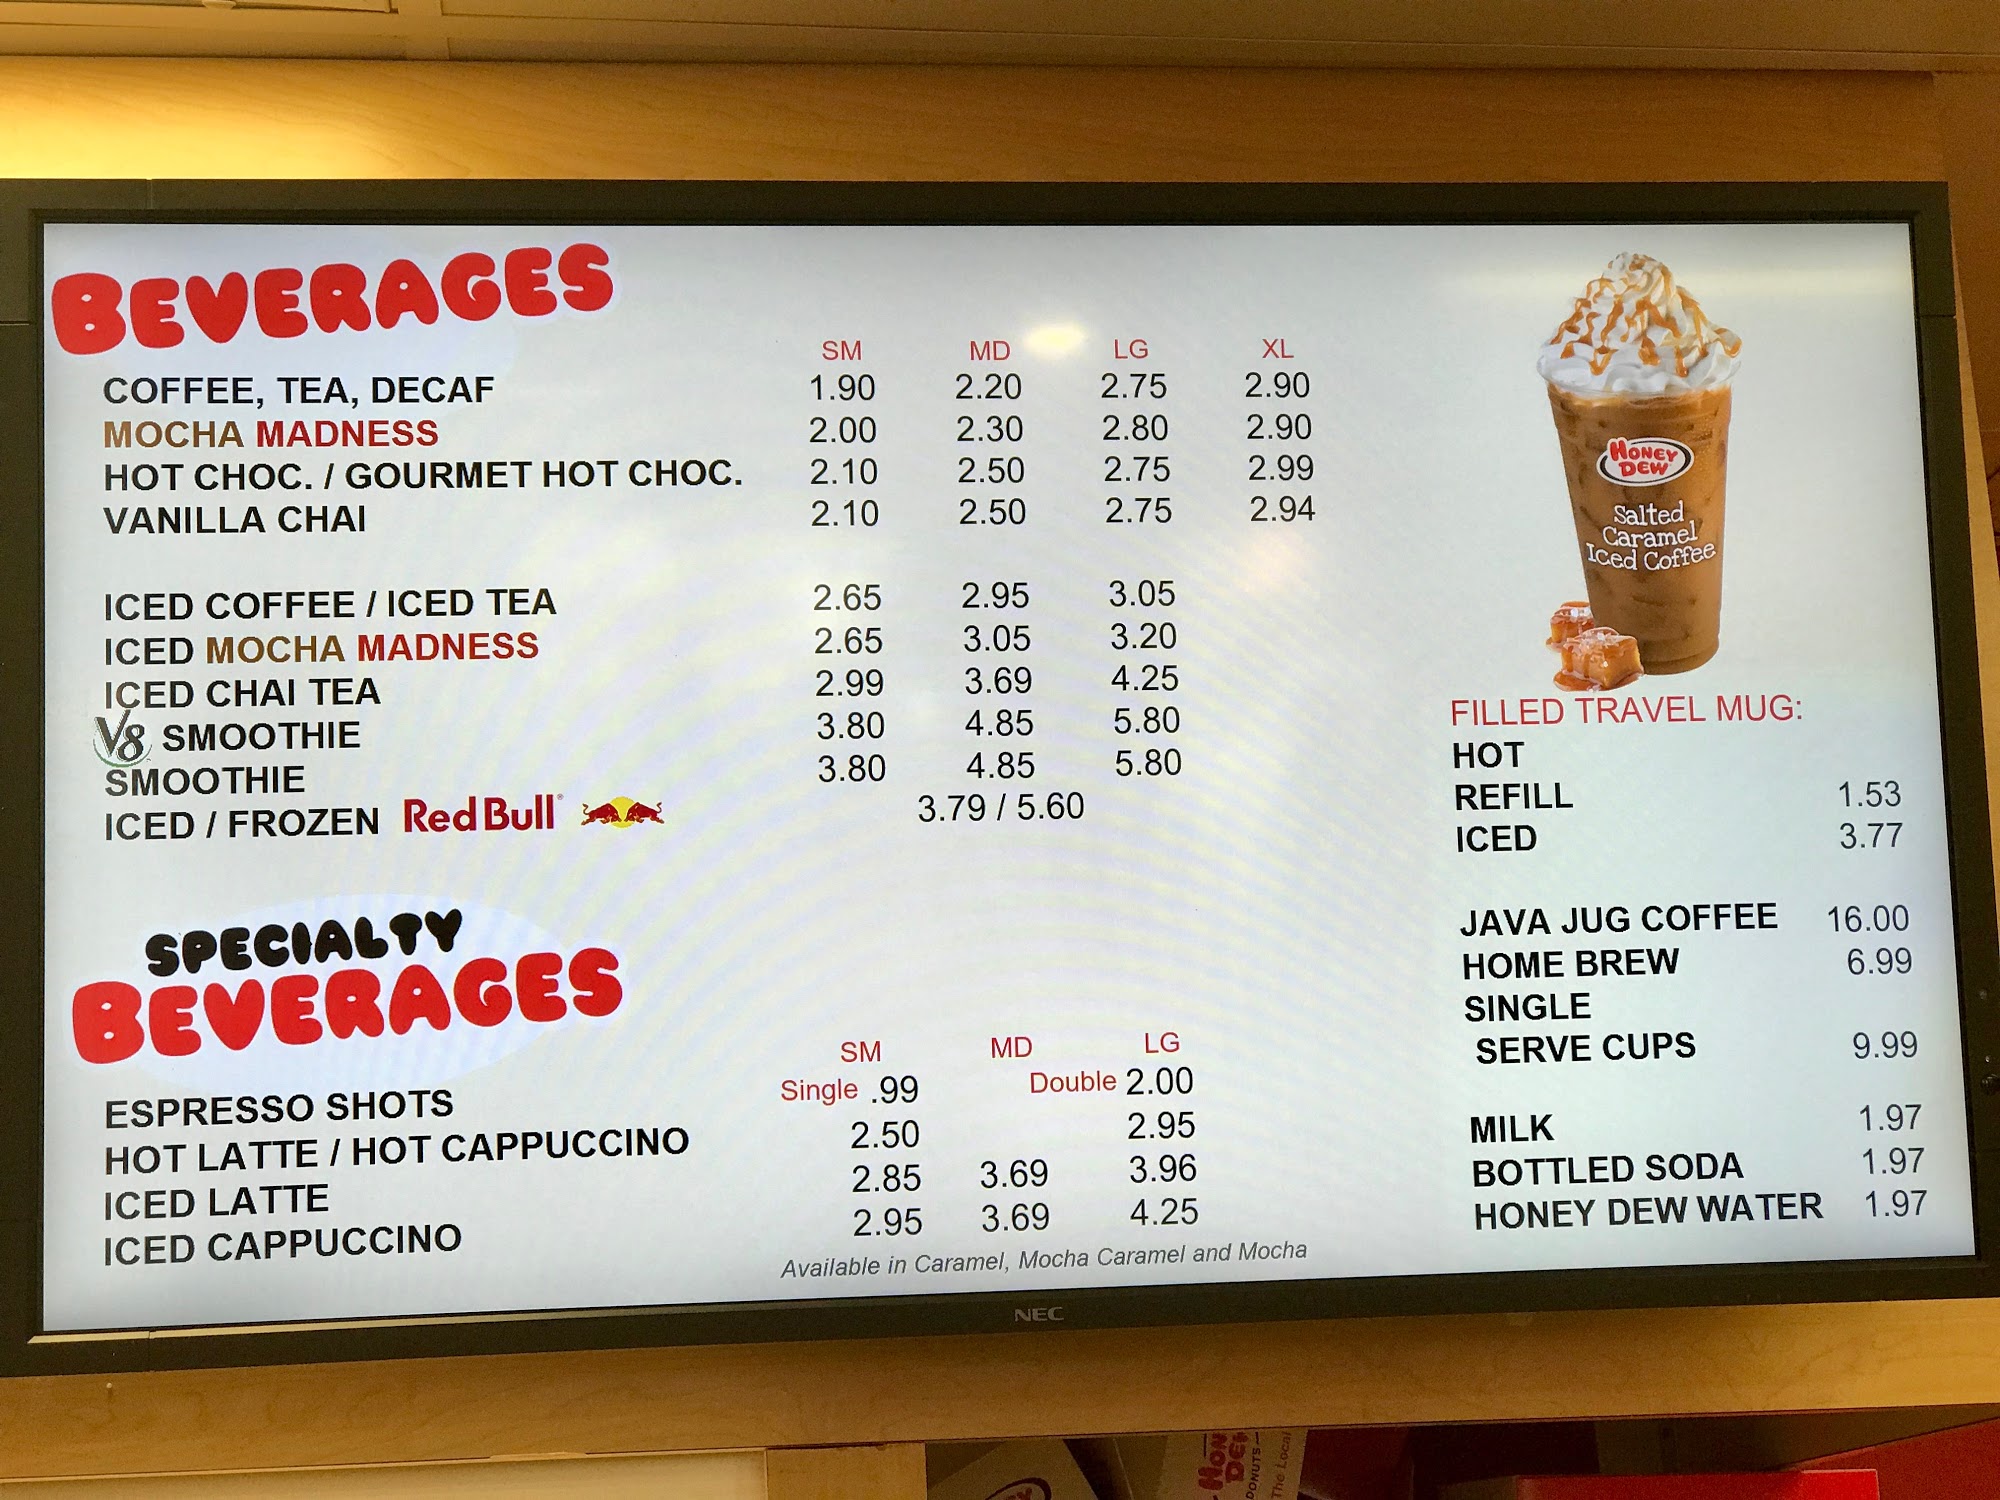 BEVERAGES
SM MD LG XL
COFFEE, TEA, DECAF 1.90 2.20 2.75 2.90
MOCHA MADNESS 2.00 2.30 2.80 2.90
HOT CHOC. / GOURMET HOT CHOC. 2.10 2.50 2.75 2.99
VANILLA CHAI 2.10 2.50 2.75 2.94
ICED COFFEE / ICED TEA 2.65 2.95 3.05
ICED MOCHA MADNESS 2.65 3.05 3.20
ICED CHAI TEA 2.99 3.69 4.25
V8 SMOOTHIE 3.80 4.85 5.80
SMOOTHIE 3.80 4.85 5.80
ICED / FROZEN Red Bull® 3.79 / 5.60
SPECIALTY
BEVERAGES
SM MD LG
ESPRESSO SHOTS Single .99 Double 2.00
HOT LATTE / HOT CAPPUCCINO 2.50 2.95
ICED LATTE 2.85 3.69 3.96
ICED CAPPUCCINO 2.95 3.69 4.25
Available in Caramel, Mocha Caramel and Mocha
HONEY
DEW
Salted
Caramel
Iced Coffee
FILLED TRAVEL MUG:
HOT
REFILL 1.53
ICED 3.77
JAVA JUG COFFEE 16.00
HOME BREW 6.99
SINGLE
SERVE CUPS 9.99
MILK 1.97
BOTTLED SODA 1.97
HONEY DEW WATER 1.97
NEC
DONUTS
The Local